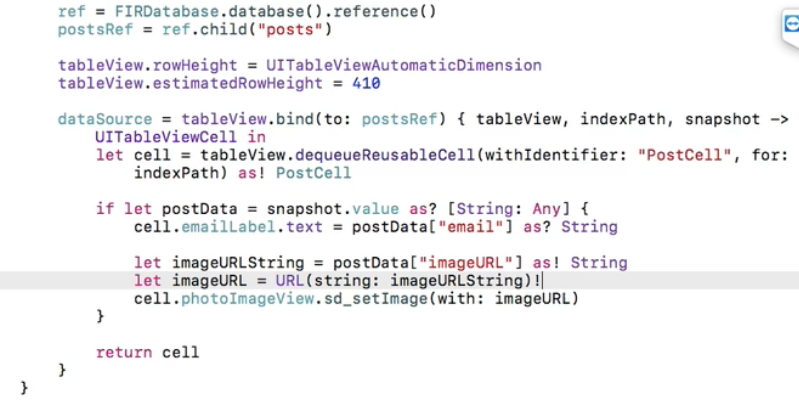 ref = FIRDatabase.database().reference()
postsRef = ref.child("posts")
tableView.rowHeight = UITableViewAutomaticDimension
tableView.estimatedRowHeight = 410
dataSource = tableView.bind(to: postsRef) { tableView, indexPath, snapshot ->
UITableViewCell in
let cell = tableView.dequeueReusableCell(withIdentifier: "PostCell", for:
indexPath) as! PostCell
if let postData = snapshot.value as? [String: Any] {
cell.emailLabel.text = postData["email"] as? String
let imageURLString = postData["imageURL"] as! String
let imageURL = URL(string: imageURLString)!
cell.photoImageView.sd_setImage(with: imageURL)
}
return cell
}
}